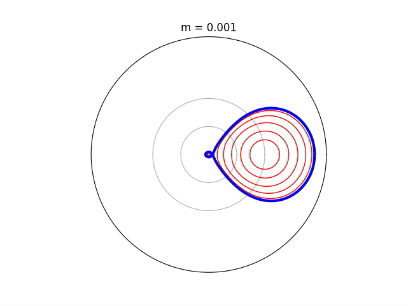 m = 0.001